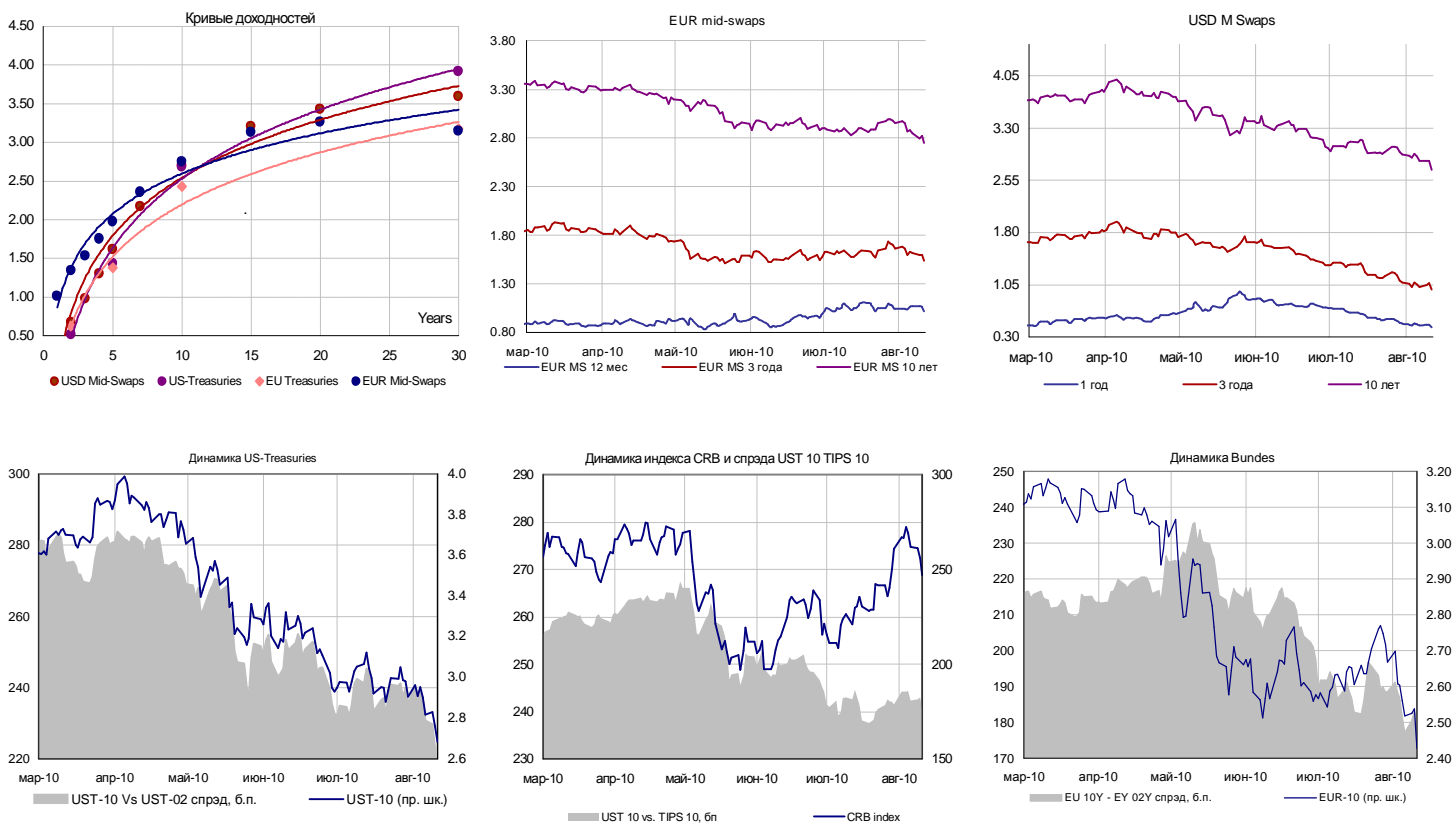 Кривые доходностей
4.50
4.00
3.50
3.00
2.50
2.00
1.50
1.00
0.50
Years
0 5 10 15 20 25 30
USD Mid-Swaps US-Treasuries EU Treasuries EUR Mid-Swaps
EUR mid-swaps
3.80
3.30
2.80
2.30
1.80
1.30
0.80
мар-10 апр-10 май-10 июн-10 июл-10 авг-10
EUR MS 12 мес EUR MS 3 года EUR MS 10 лет
USD M Swaps
4.05
3.30
2.55
1.80
1.05
0.30
мар-10 апр-10 май-10 июн-10 июл-10 авг-10
1 год 3 года 10 лет
Динамика US-Treasuries
300 4.0
280 3.8
3.6
260 3.4
3.2
240 3.0
2.8
220 2.6
мар-10 апр-10 май-10 июн-10 июл-10 авг-10
UST-10 Vs UST-02 спрэд, б.п. UST-10 (пр. шк.)
Динамика индекса CRB и спрэда UST 10 TIPS 10
290 300
280
270 250
260
250 200
240
230 150
мар-10 апр-10 май-10 июн-10 июл-10 авг-10
UST 10 vs. TIPS 10, бп CRB index
Динамика Bundes
250 3.20
240 3.10
230 3.00
220 2.90
210 2.80
200 2.70
190 2.60
180 2.50
170 2.40
мар-10 апр-10 май-10 июн-10 июл-10 авг-10
EU 10Y - EY 02Y спрэд, б.п. EUR-10 (пр. шк.)